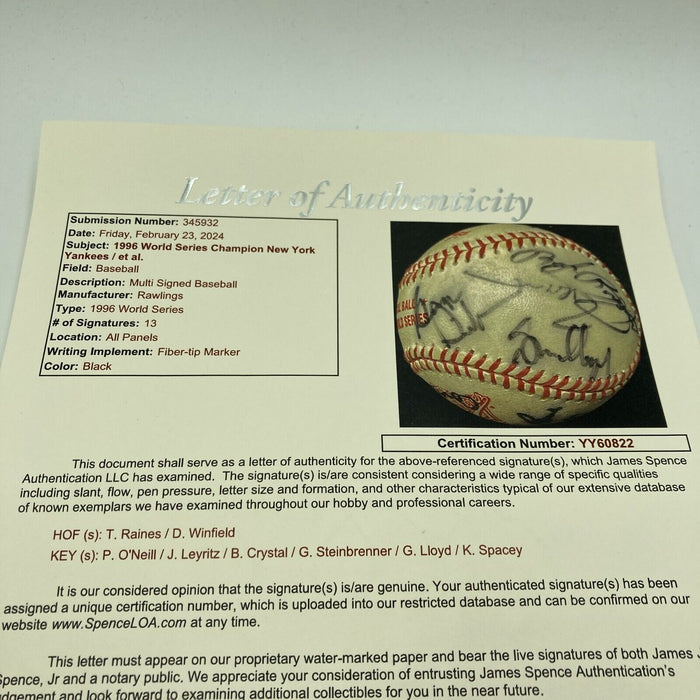 Letter of Authenticity
Submission Number: 345932
Date: Friday, February 23, 2024
Subject: 1996 World Series Champion New York
Yankees / et al.
Field: Baseball
Description: Multi Signed Baseball
Manufacturer: Rawlings
Type: 1996 World Series
# of Signatures: 13
Location: All Panels
Writing Implement: Fiber-tip Marker
Color: Black
Certification Number: YY60822
This document shall serve as a letter of authenticity for the above-referenced signature(s), which James Spence
Authentication LLC has examined. The signature(s) is/are consistent considering a wide range of specific qualities
including slant, flow, pen pressure, letter size and formation, and other characteristics typical of our extensive database
of known exemplars we have examined throughout our hobby and professional careers.
HOF (s): T. Raines / D. Winfield
KEY (s): P. O'Neill / J. Leyritz / B. Crystal / G. Steinbrenner / G. Lloyd / K. Spacey
It is our considered opinion that the signature(s) is/are genuine. Your authenticated signature(s) has been
assigned a unique certification number, which is uploaded into our restricted database and can be confirmed on our
website www.SpenceLOA.com at any time.
This letter must appear on our proprietary water-marked paper and bear the live signatures of both James
Spence, Jr and a notary public. We appreciate your consideration of entrusting James Spence Authentication's
judgement and look forward to examining additional collectibles for you in the near future.